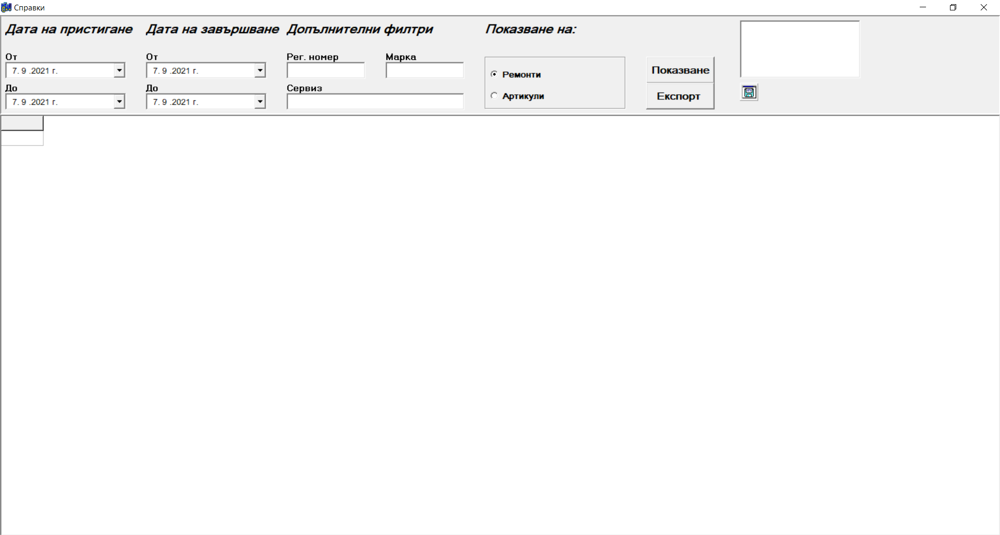 Справки
Дата на пристигане
От
7. 9 .2021 г.
До
7. 9 .2021 г.
Дата на завършване
От
7. 9 .2021 г.
До
7. 9 .2021 г.
Допълнителни филтри
Рег. номер
Марка
Сервиз
Показване на:
Ремонти
Артикули
Показване
Експорт